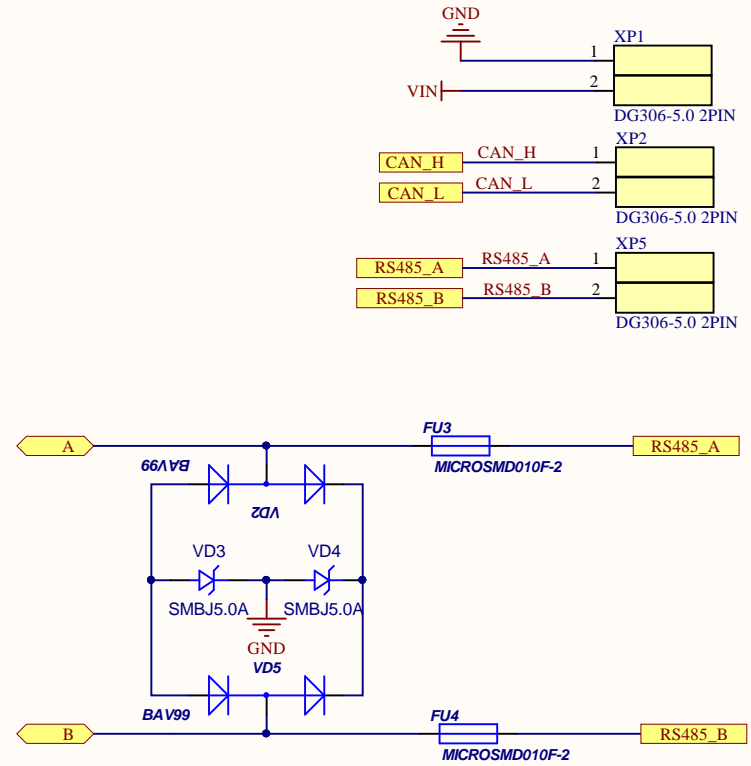 GND
XP1
1
2
VIN
DG306-5.0 2PIN
XP2
CAN_H CAN_H 1
CAN_L CAN_L 2
DG306-5.0 2PIN
XP5
RS485_A RS485_A 1
RS485_B RS485_B 2
DG306-5.0 2PIN
FU3
A RS485_A
BAV99 MICROSMD010F-2
VD2
VD3 VD4
SMBJ5.0A SMBJ5.0A
GND
VD5
BAV99 FU4
B RS485_B
MICROSMD010F-2